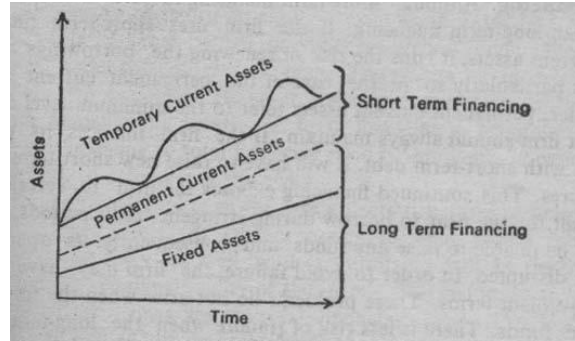 Temporary Current Assets
Short Term Financing
Permanent Current Assets
Fixed Assets
Long Term Financing
Assets
Time